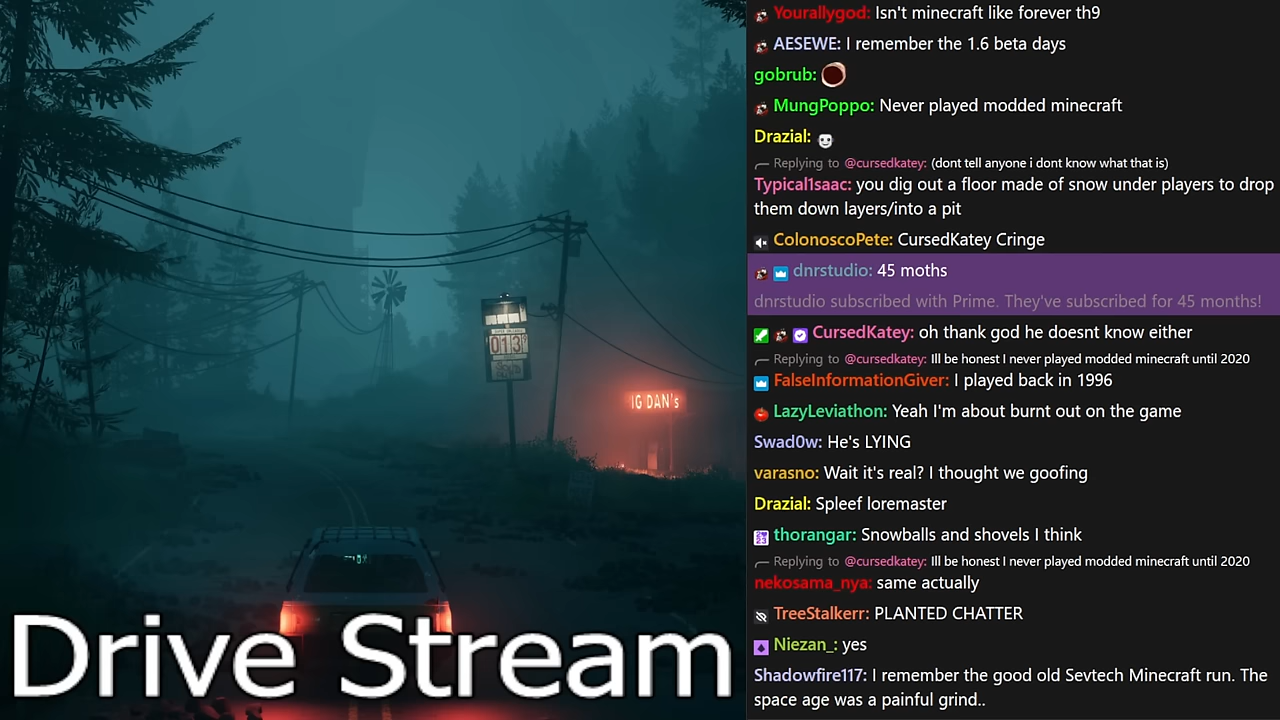 013
IG DAN's
Drive Stream
Yourallygod: Isn't minecraft like forever th9
AESEWE: I remember the 1.6 beta days
gobrub:
MungPoppo: Never played modded minecraft
Drazial:
Replying to @cursedkatey: (dont tell anyone i dont know what that is)
Typical1saac: you dig out a floor made of snow under players to drop
them down layers/into a pit
ColonoscoPete: CursedKatey Cringe
dnrstudio: 45 moths
dnrstudio subscribed with Prime. They've subscribed for 45 months!
CursedKatey: oh thank god he doesnt know either
Replying to @cursedkatey: Ill be honest I never played modded minecraft until 2020
FalseInformationGiver: I played back in 1996
LazyLeviathon: Yeah I'm about burnt out on the game
Swad0w: He's LYING
varasno: Wait it's real? I thought we goofing
Drazial: Spleef loremaster
thorangar: Snowballs and shovels I think
Replying to @cursedkatey: Ill be honest I never played modded minecraft until 2020
nekosama_nya: same actually
TreeStalkerr: PLANTED CHATTER
Niezan_: yes
Shadowfire117: I remember the good old Sevtech Minecraft run. The
space age was a painful grind..